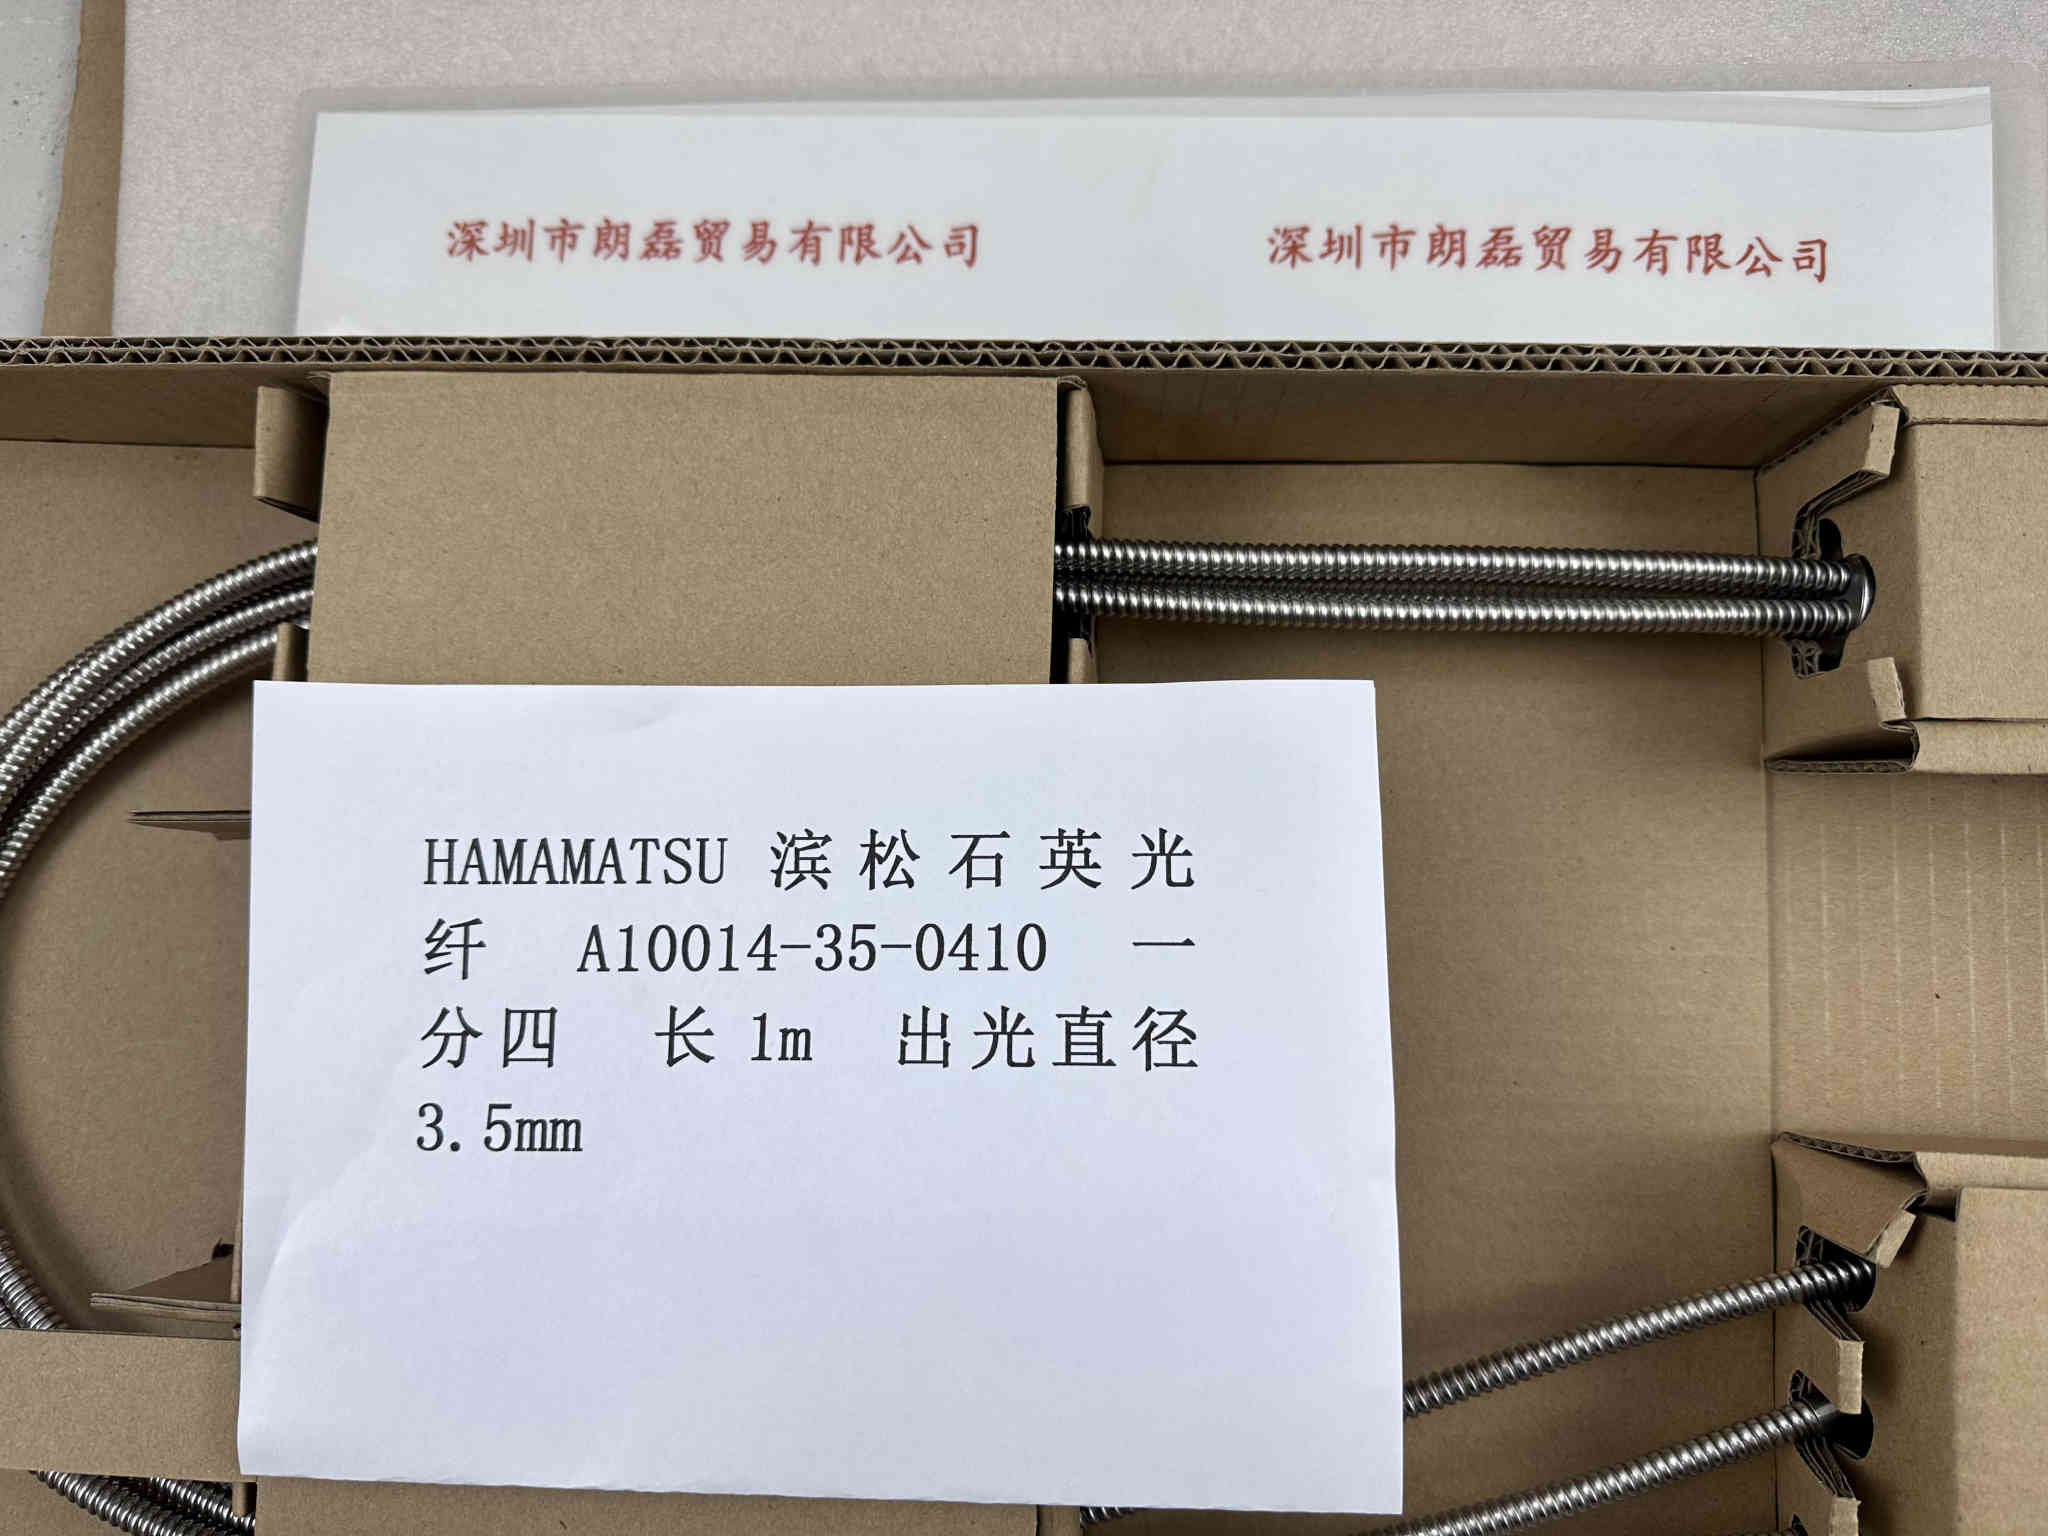 深圳市朗磊贸易有限公司 深圳市朗磊贸易有限公司
HAMAMATSU 滨松石英光
纤 A10014-35-0410 一
分四 长 1m 出光直径
3.5mm